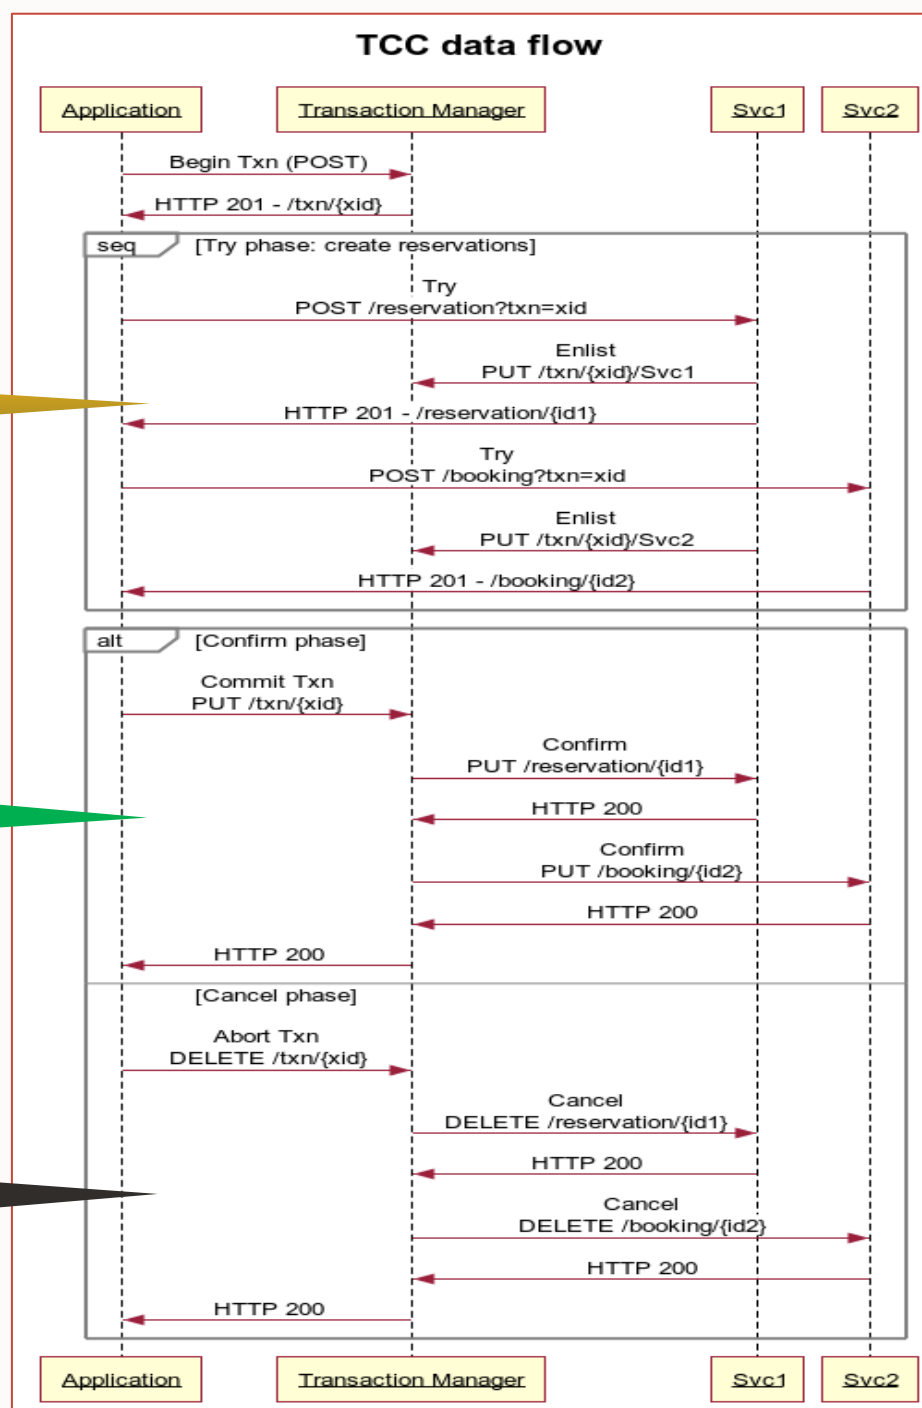 TCC data flow
Application Transaction Manager Svc1 Svc2
Begin Txn (POST)
HTTP 201 - /txn/{xid}
seq [Try phase: create reservations]
Try
POST /reservation?txn=xid
Enlist
PUT /txn/{xid}/Svc1
HTTP 201 - /reservation/{id1}
Try
POST /booking?txn=xid
Enlist
PUT /txn/{xid}/Svc2
HTTP 201 - /booking/{id2}
alt [Confirm phase]
Commit Txn
PUT /txn/{xid}
Confirm
PUT /reservation/{id1}
HTTP 200
Confirm
PUT /booking/{id2}
HTTP 200
HTTP 200
[Cancel phase]
Abort Txn
DELETE /txn/{xid}
Cancel
DELETE /reservation/{id1}
HTTP 200
Cancel
DELETE /booking/{id2}
HTTP 200
HTTP 200
Application Transaction Manager Svc1 Svc2